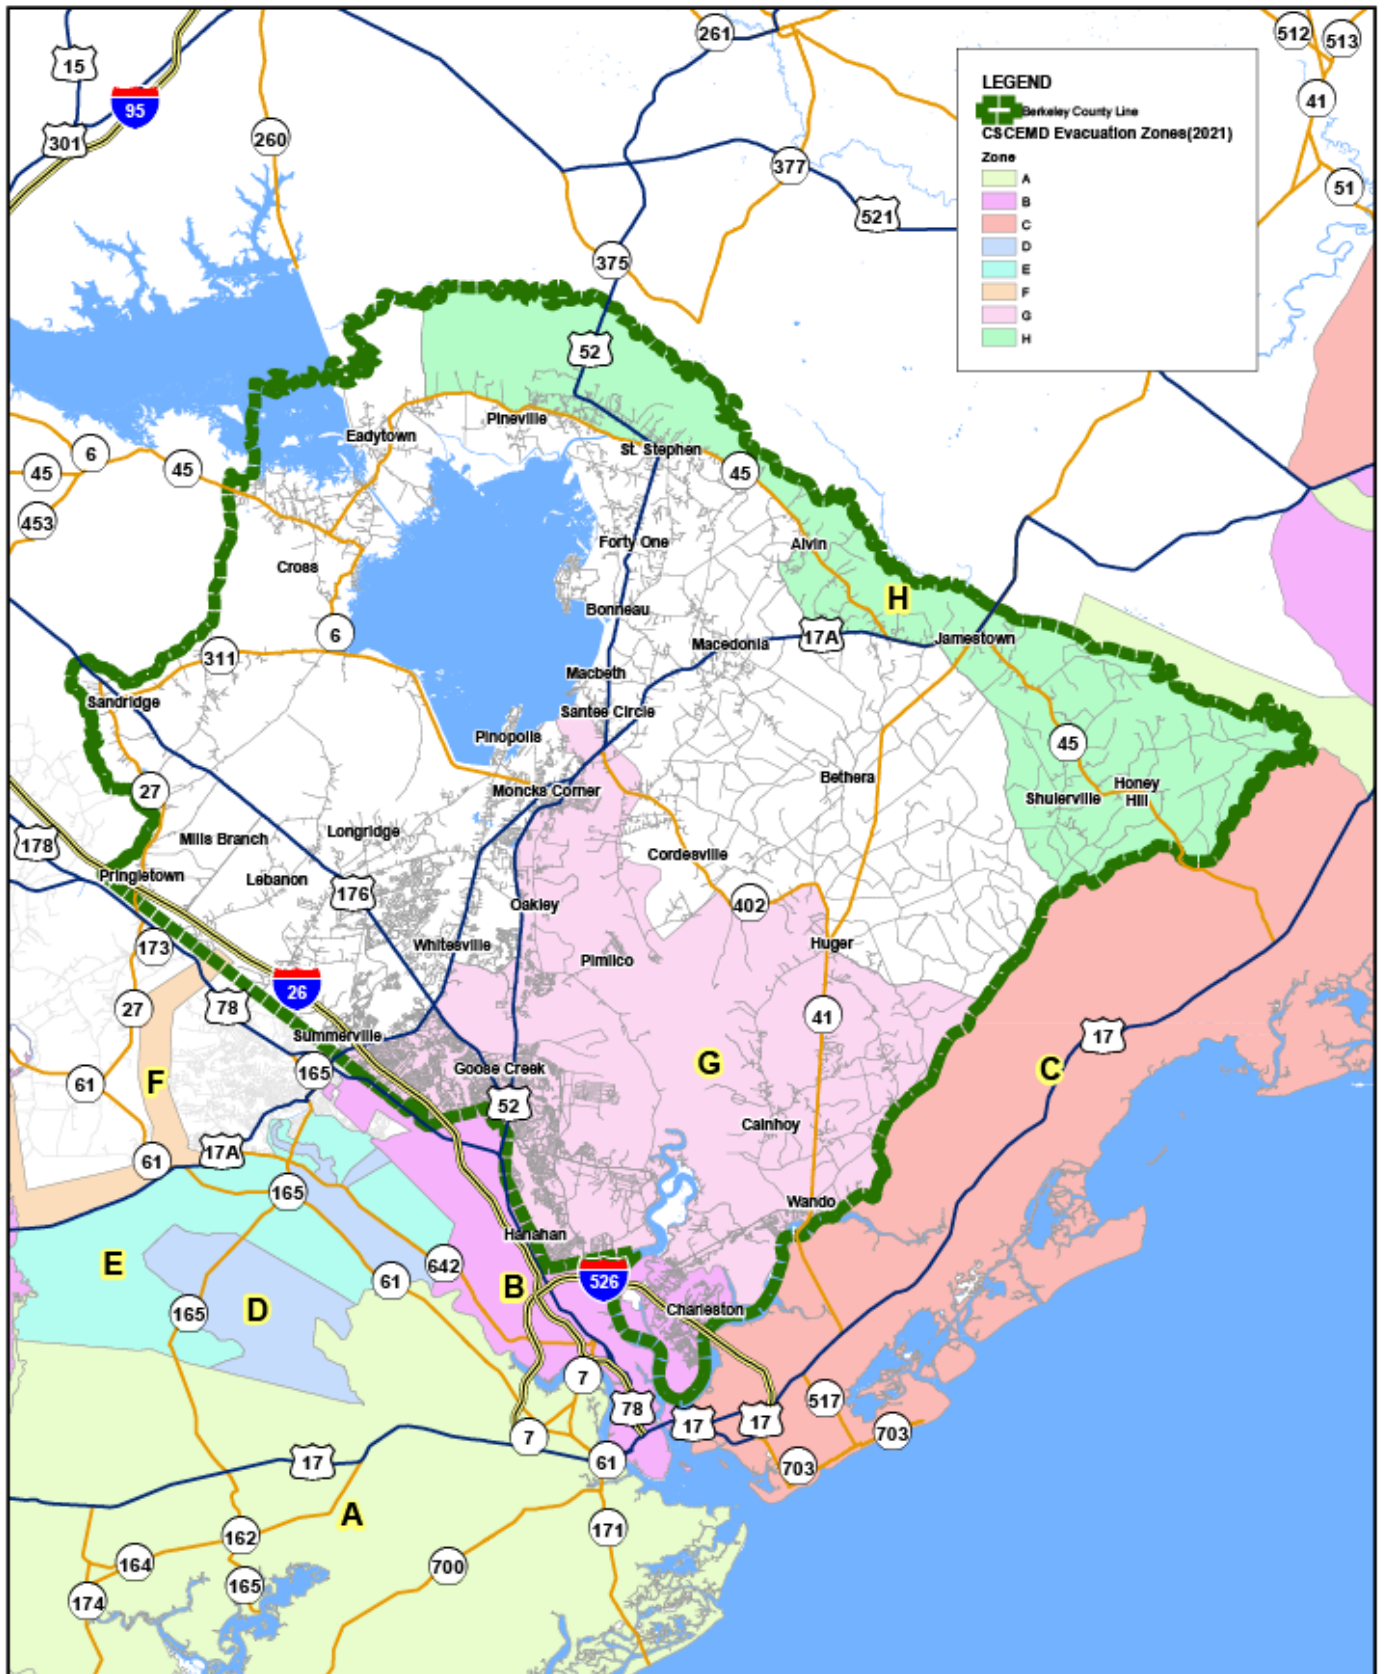 261
512
513
15
95
41
301
260
377
51
521
375
52
LEGEND
Berkeley County Line
CSCEMD Evacuation Zones(2021)
Zone
A
B
C
D
E
F
G
H
Pineville
Eadytown
St. Stephen
6
45
45
45
453
Forty One
Alvin
Cross
Bonneau
H
6
17A
Jamestown
Macedonia
311
Macbeth
Sandridge
Santee Circle
Pinopolis
45
Bethera
Moncks Corner
27
Honey
Hill
Shulerville
Longridge
Mills Branch
178
Cordesville
Pringletown
Lebanon
176
402
Oakley
Huger
173
Whitesville
Pimlico
26
27
78
41
Summerville
17
G
C
165
Goose Creek
F
61
52
Cainhoy
17A
61
165
Wando
Hanahan
E
642
526
61
B
D
165
Charleston
7
517
78
17
17
703
7
61
17
703
A
171
162
164
700
165
174